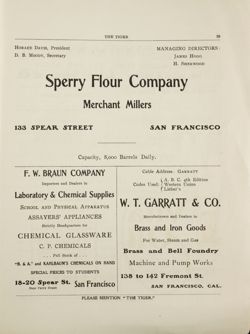 THE TIGER 39
HORACE DAVIS, President
D. B. MOODY, Secretary
MANAGING DIRECTORS:
JAMES HOGG
H. SHERWOOD
Sperry Flour Company
Merchant Millers
133 SPEAR STREET SAN FRANCISCO
Capacity, 8,000 Barrels Daily.
F. W. BRAUN COMPANY
Importers and Dealers in
Laboratory & Chemical Supplies
SCHOOL AND PHYSICAL APPARATUS
ASSAYERS' APPLIANCES
Strictly Headquarters for
CHEMICAL GLASSWARE
C. P. CHEMICALS
... Full Stock of ...
"B. & A." and KAHLBAUM'S CHEMICALS ON HAND
SPECIAL PRICES TO STUDENTS
18-20 Spear St. San Francisco
Near Ferry Depot
Cable Address: GARRATT
Codes Used: A. B. C. 4th Edition
Western Union
Lieber's
W. T. GARRATT & CO.
Manufacturers and Dealers in
Brass and Iron Goods
For Water, Steam and Gas
Brass and Bell Foundry
Machine and Pump Works
138 to 142 Fremont St.
SAN FRANCISCO, CAL.
PLEASE MENTION "THE TIGER."